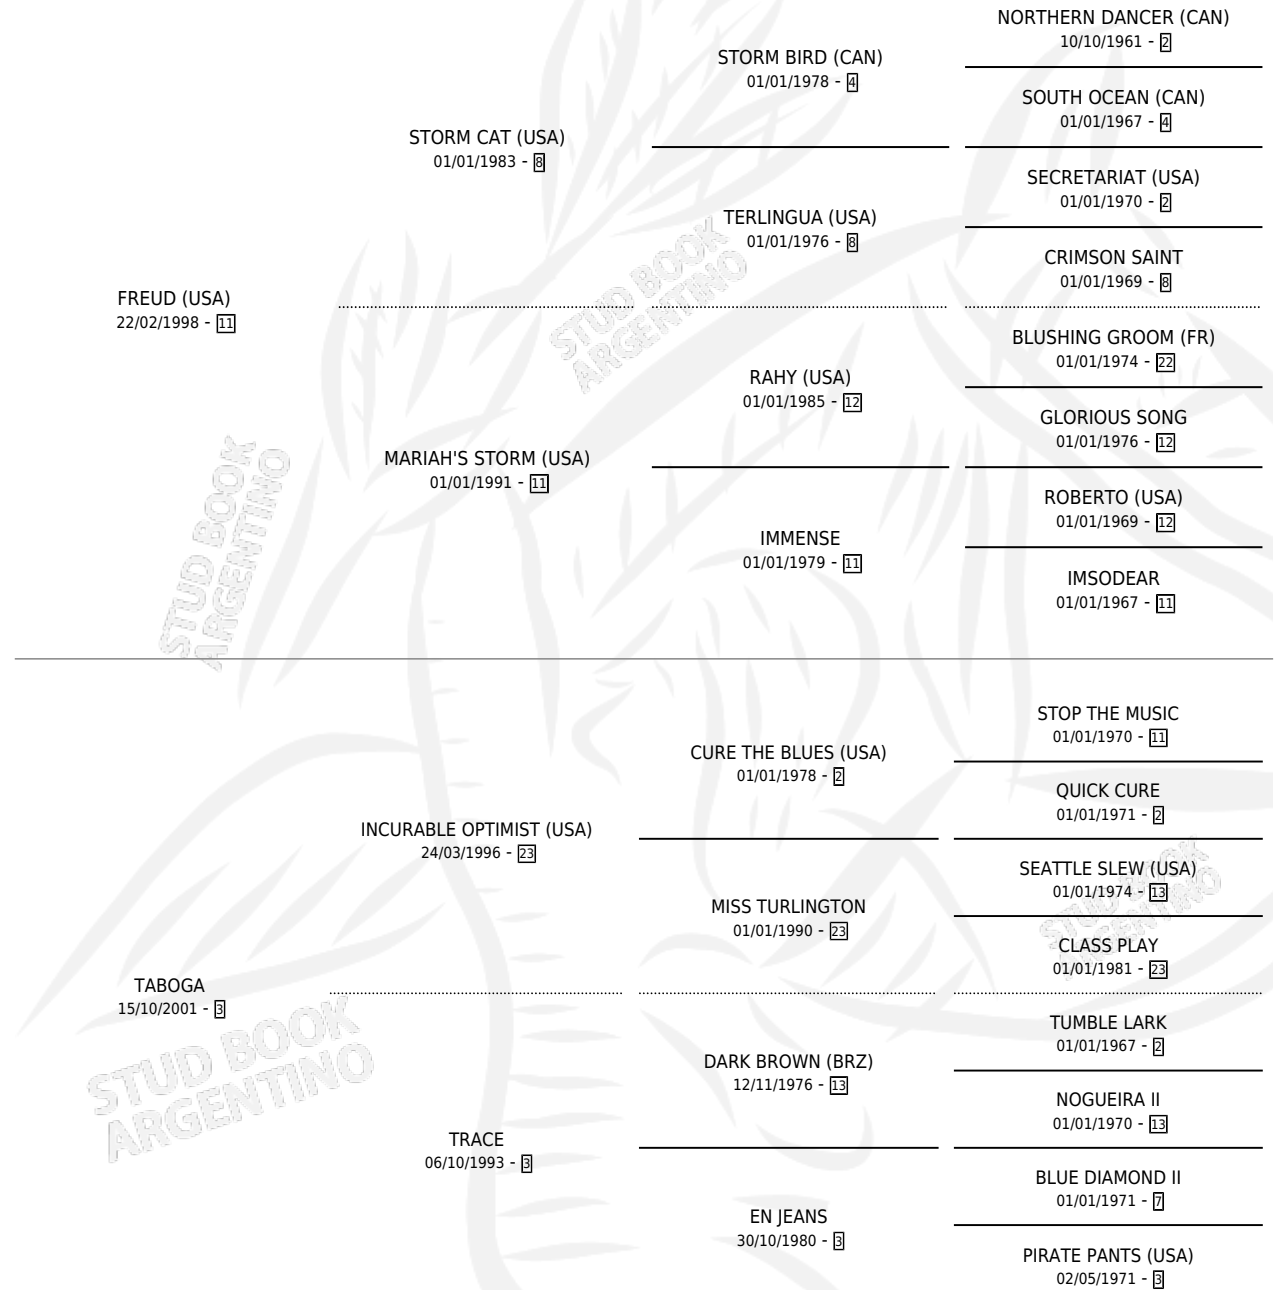 NORTHERN DANCER (CAN)
10/10/1961 - 2
STORM BIRD (CAN)
01/01/1978 - 4
SOUTH OCEAN (CAN)
01/01/1967 - 4
STORM CAT (USA)
01/01/1983 - 8
SECRETARIAT (USA)
01/01/1970 - 2
TERLINGUA (USA)
01/01/1976 - 8
CRIMSON SAINT
01/01/1969 - 8
FREUD (USA)
22/02/1998 - 11
STUD BOOK
ARGENTINO
BLUSHING GROOM (FR)
01/01/1974 - 22
RAHY (USA)
01/01/1985 - 12
GLORIOUS SONG
01/01/1976 - 12
MARIAH'S STORM (USA)
01/01/1991 - 11
ROBERTO (USA)
01/01/1969 - 12
IMMENSE
01/01/1979 - 11
IMSODEAR
01/01/1967 - 11
STUD BOOK
ARGENTINO
STOP THE MUSIC
01/01/1970 - 11
CURE THE BLUES (USA)
01/01/1978 - 2
QUICK CURE
01/01/1971 - 2
INCURABLE OPTIMIST (USA)
24/03/1996 - 23
SEATTLE SLEW (USA)
01/01/1974 - 13
MISS TURLINGTON
01/01/1990 - 23
STUD BOOK
ARGENTINO
CLASS PLAY
01/01/1981 - 23
TABOGA
15/10/2001 - 3
TUMBLE LARK
01/01/1967 - 2
DARK BROWN (BRZ)
12/11/1976 - 13
STUD BOOK
ARGENTINO
NOGUEIRA II
01/01/1970 - 13
TRACE
06/10/1993 - 3
BLUE DIAMOND II
01/01/1971 - 7
EN JEANS
30/10/1980 - 3
PIRATE PANTS (USA)
02/05/1971 - 3